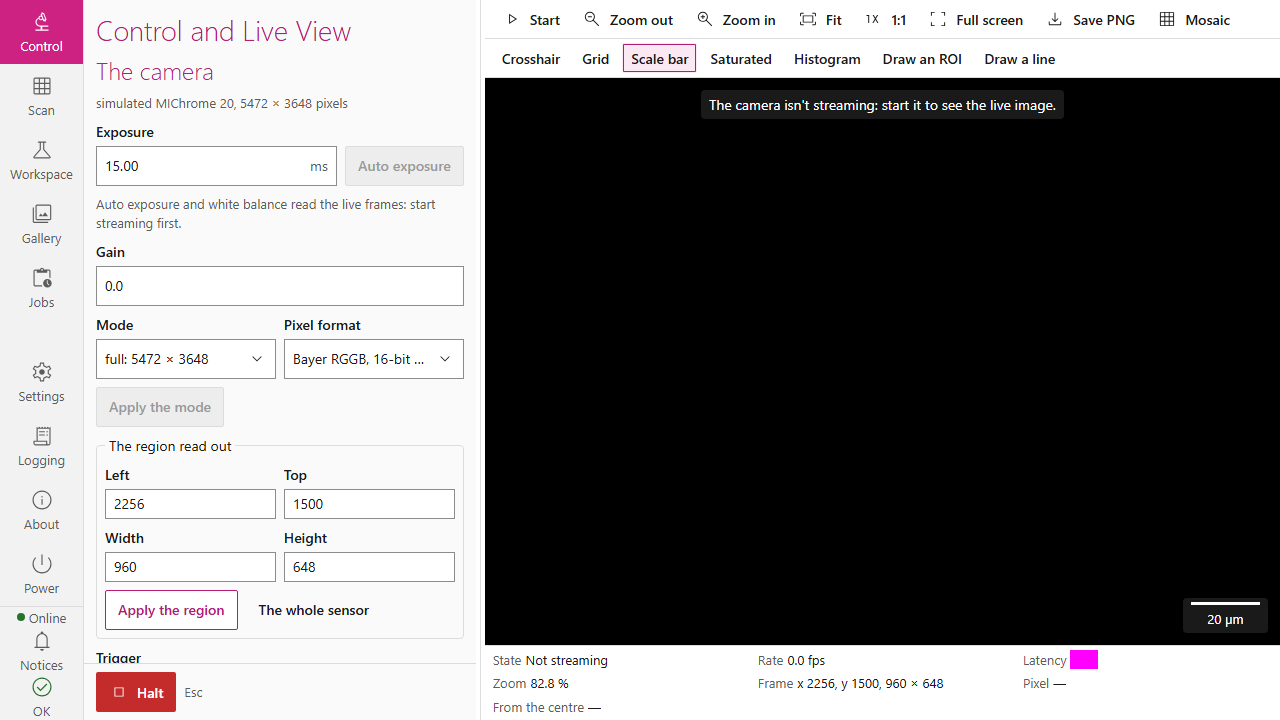 Control
Scan
Workspace
Gallery
Jobs
Settings
Logging
About
Power
Online
Notices
OK
Control and Live View
The camera
simulated MIChrome 20, 5472 × 3648 pixels
Exposure
15.00 ms
Auto exposure
Auto exposure and white balance read the live frames: start
streaming first.
Gain
0.0
Mode Pixel format
full: 5472 × 3648 Bayer RGGB, 16-bit ...
Apply the mode
The region read out
Left Top
2256 1500
Width Height
960 648
Apply the region The whole sensor
Trigger
Halt Esc
Start Zoom out Zoom in Fit 1X 1:1 Full screen Save PNG Mosaic
Crosshair Grid Scale bar Saturated Histogram Draw an ROI Draw a line
The camera isn't streaming: start it to see the live image.
20 µm
State Not streaming Rate 0.0 fps Latency
Zoom 82.8 % Frame x 2256, y 1500, 960 × 648 Pixel —
From the centre —